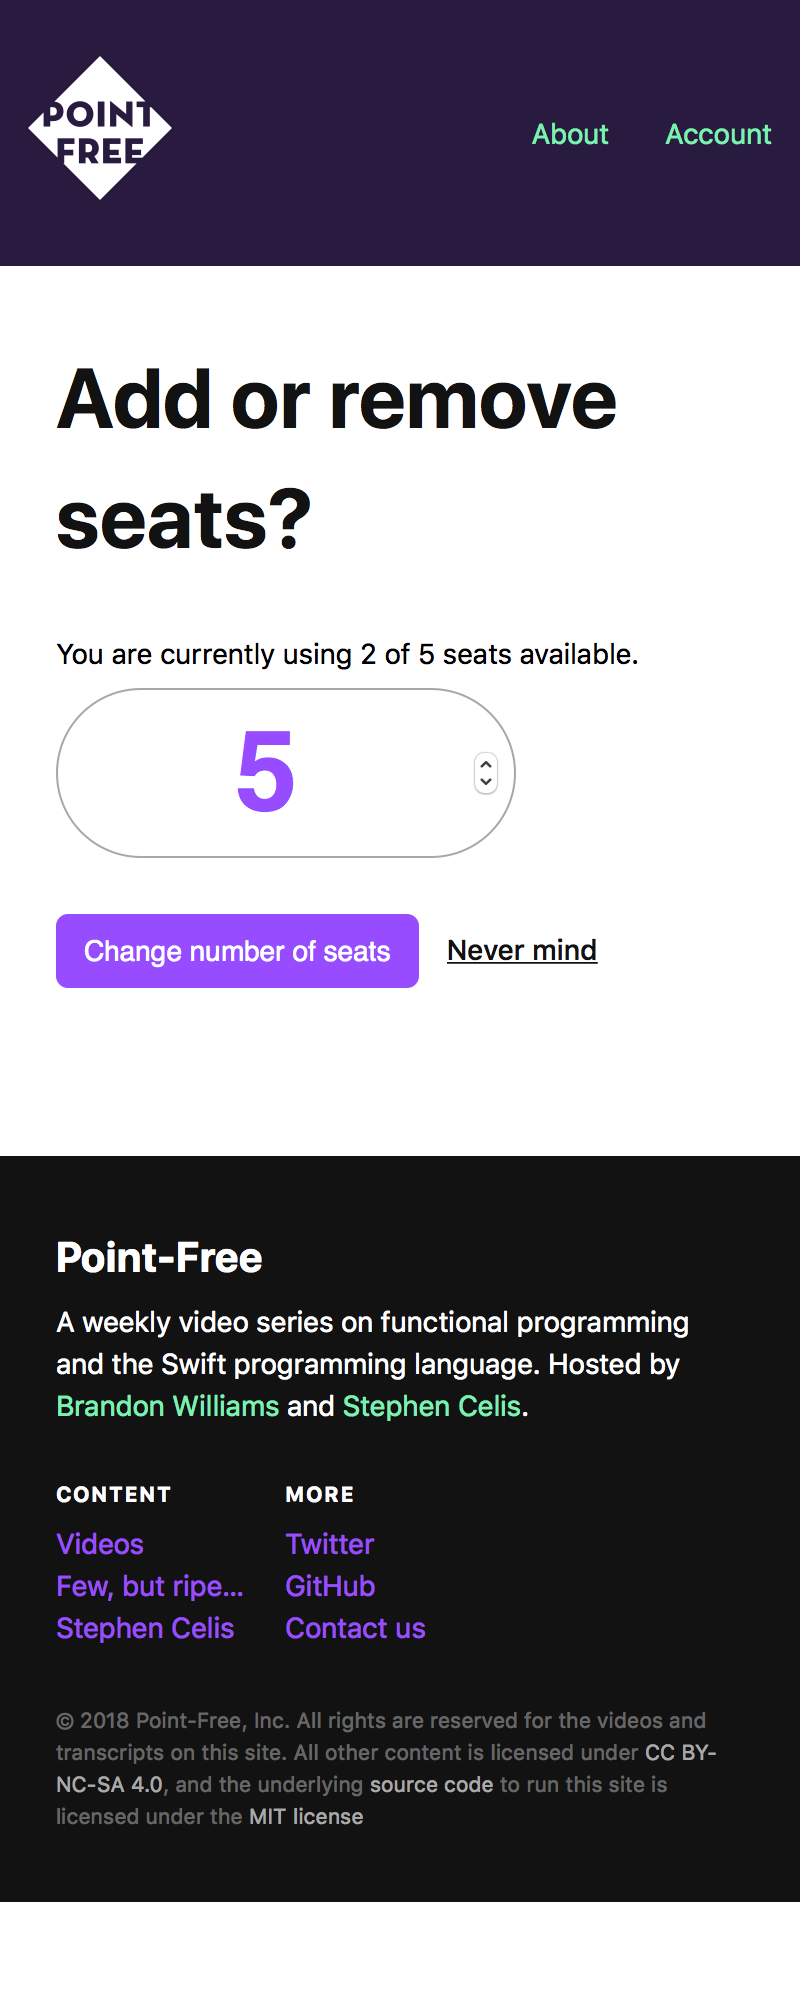 POINT
FREE
About Account
Add or remove
seats?
You are currently using 2 of 5 seats available.
5
Change number of seats Never mind
Point-Free
A weekly video series on functional programming
and the Swift programming language. Hosted by
Brandon Williams and Stephen Celis.
CONTENT MORE
Videos Twitter
Few, but ripe... GitHub
Stephen Celis Contact us
© 2018 Point-Free, Inc. All rights are reserved for the videos and
transcripts on this site. All other content is licensed under CC BY-
NC-SA 4.0, and the underlying source code to run this site is
licensed under the MIT license